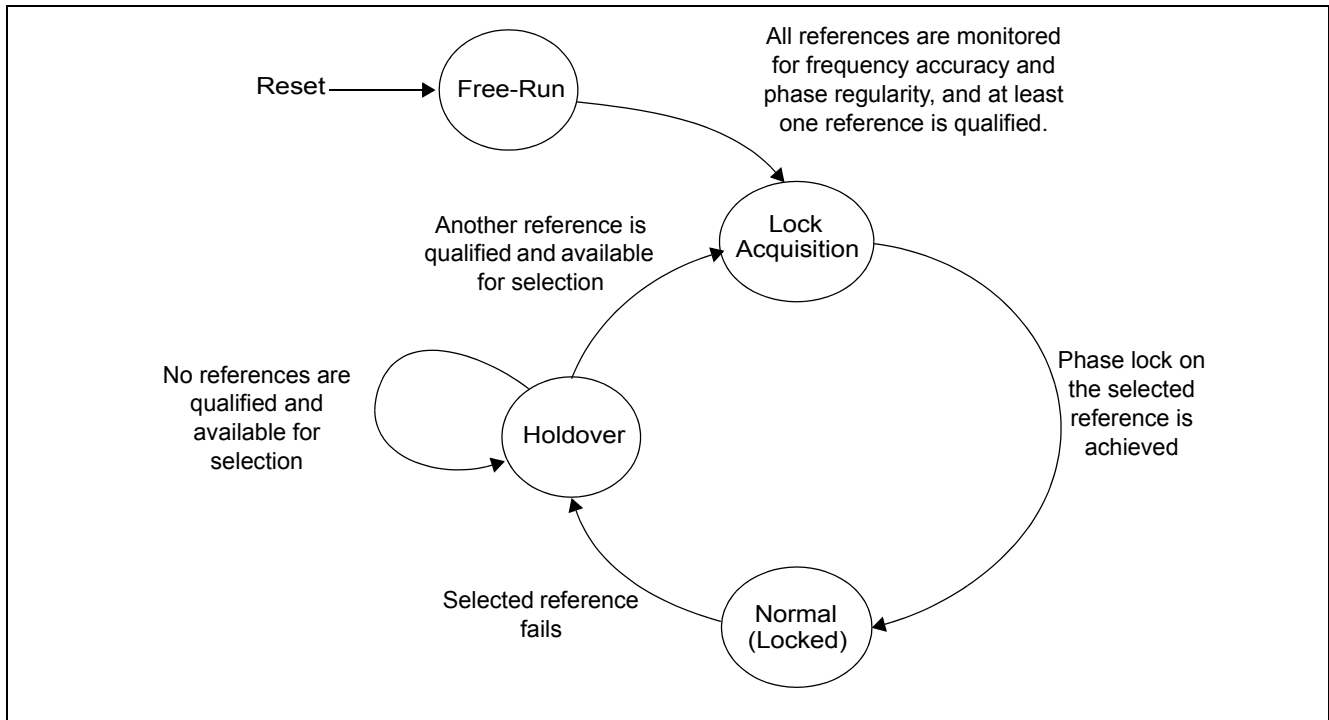 All references are monitored
for frequency accuracy and
phase regularity, and at least
one reference is qualified.
Reset
Free-Run
Another reference is
qualified and available
for selection
Lock
Acquisition
No references are
qualified and
available for
selection
Holdover
Phase lock on
the selected
reference is
achieved
Selected reference
fails
Normal
(Locked)